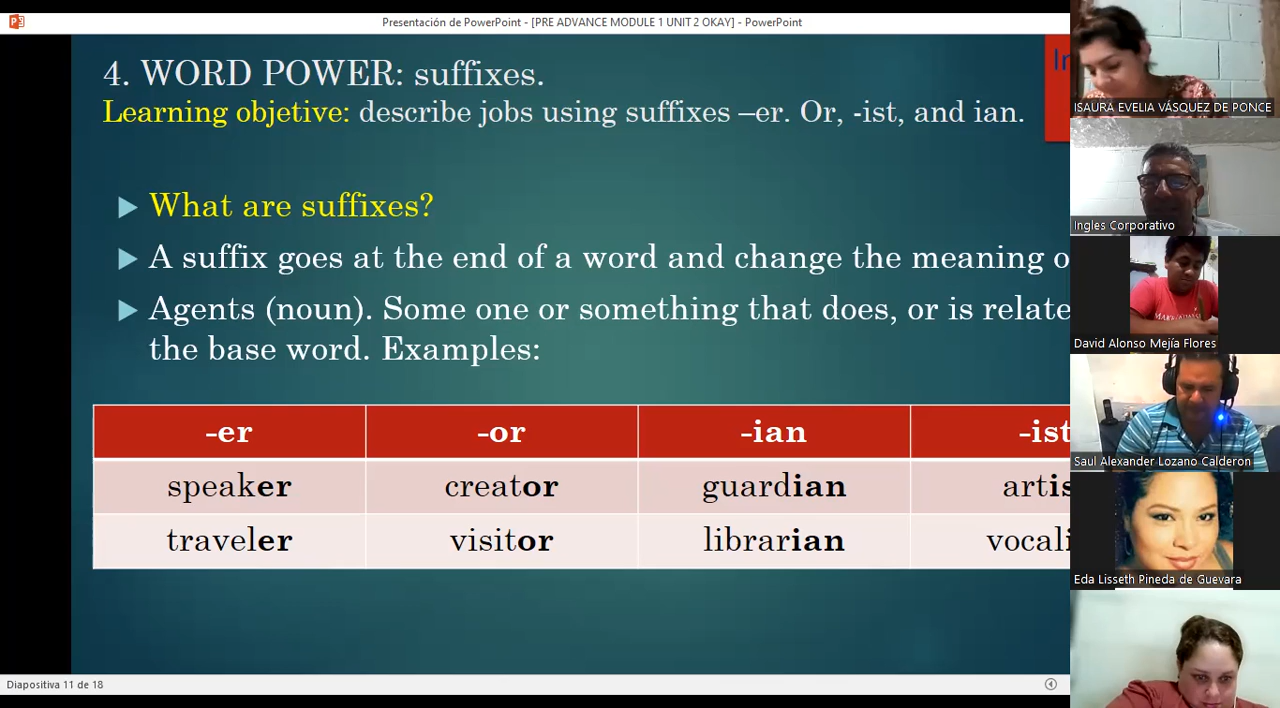 Presentación de PowerPoint - [PRE ADVANCE MODULE 1 UNIT 2 OKAY] - PowerPoint
4. WORD POWER: suffixes.
Learning objetive: describe jobs using suffixes –er. Or, -ist, and ian.
What are suffixes?
A suffix goes at the end of a word and change the meaning
Agents (noun). Some one or something that does, or is relate
the base word. Examples:
-er -or -ian -ist
speaker creator guardian artis
traveler visitor librarian vocali
Diapositiva 11 de 18
ISAURA EVELIA VÁSQUEZ DE PONCE
Ingles Corporativo
David Alonso Mejía Flores
Saul Alexander Lozano Calderon
Eda Lisseth Pineda de Guevara